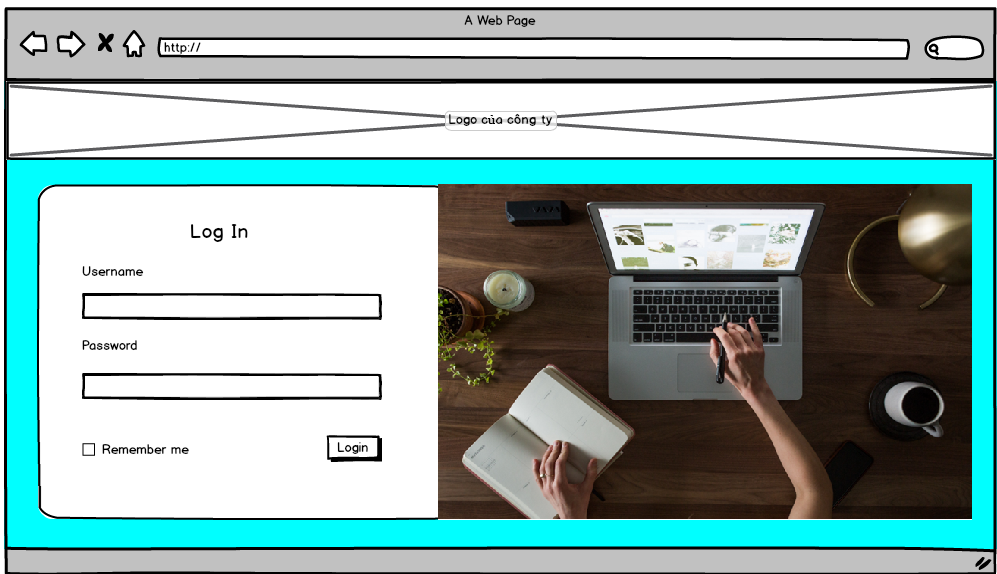 A Web Page
http://
Logo của công ty
Log In
Username
Password
Remember me
Login